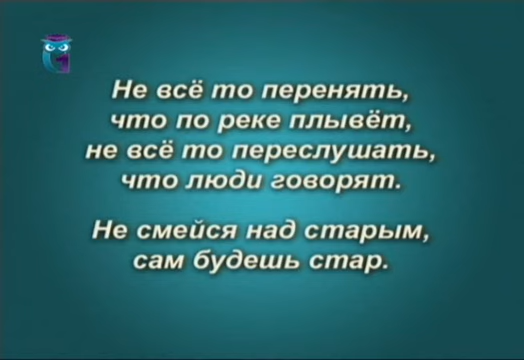 Не всё то перенять,
что по реке плывёт,
не всё то переслушать,
что люди говорят.
Не смейся над старым,
сам будешь стар.